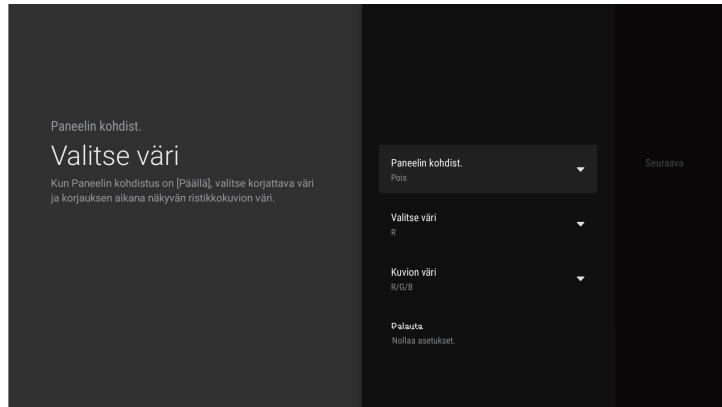 Paneelin kohdist.
Valitse väri
Kun Paneelin kohdistus on [Päällä], valitse korjattava väri
ja korjauksen aikana näkyvän ristikkokuvion väri.
Paneelin kohdist.
Pois
Valitse väri
R
Kuvion väri
R/G/B
Palauta
Nollaa asetukset.
Seuraava